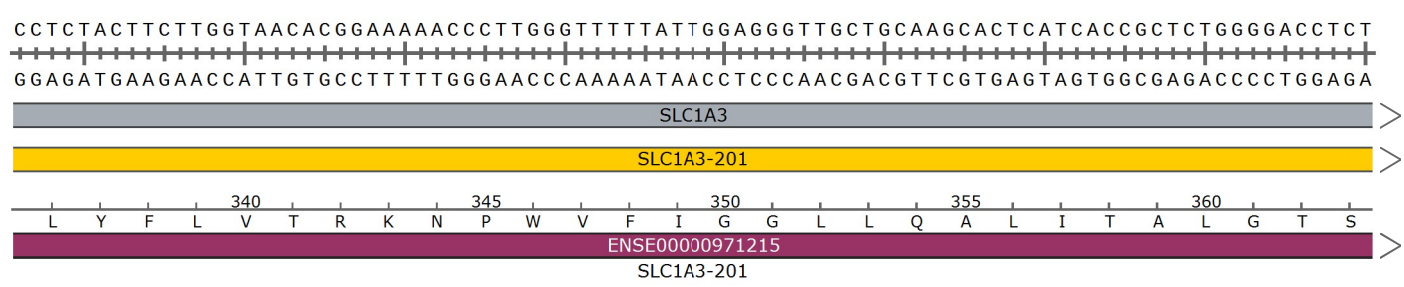 CCTCTACTTCTTGGTAACACGGAAAAACCCTTGGGTTTTTATTGGAGGGTTGCTGCAAGCACTCATCACCGCTCTGGGGACCTCT
GGAGATGAAGAACCATTGTGCCTTTTTGGGAACCCAAAAATAACCTCCCAACGACGTTCGTGAGTAGTGGCGAGACCCCTGGAGA
SLC1A3
SLC1A3-201
340 345 350 355 360
L Y F L V T R K N P W V F I G G L L Q A L I T A L G T S
ENSE00000971215
SLC1A3-201